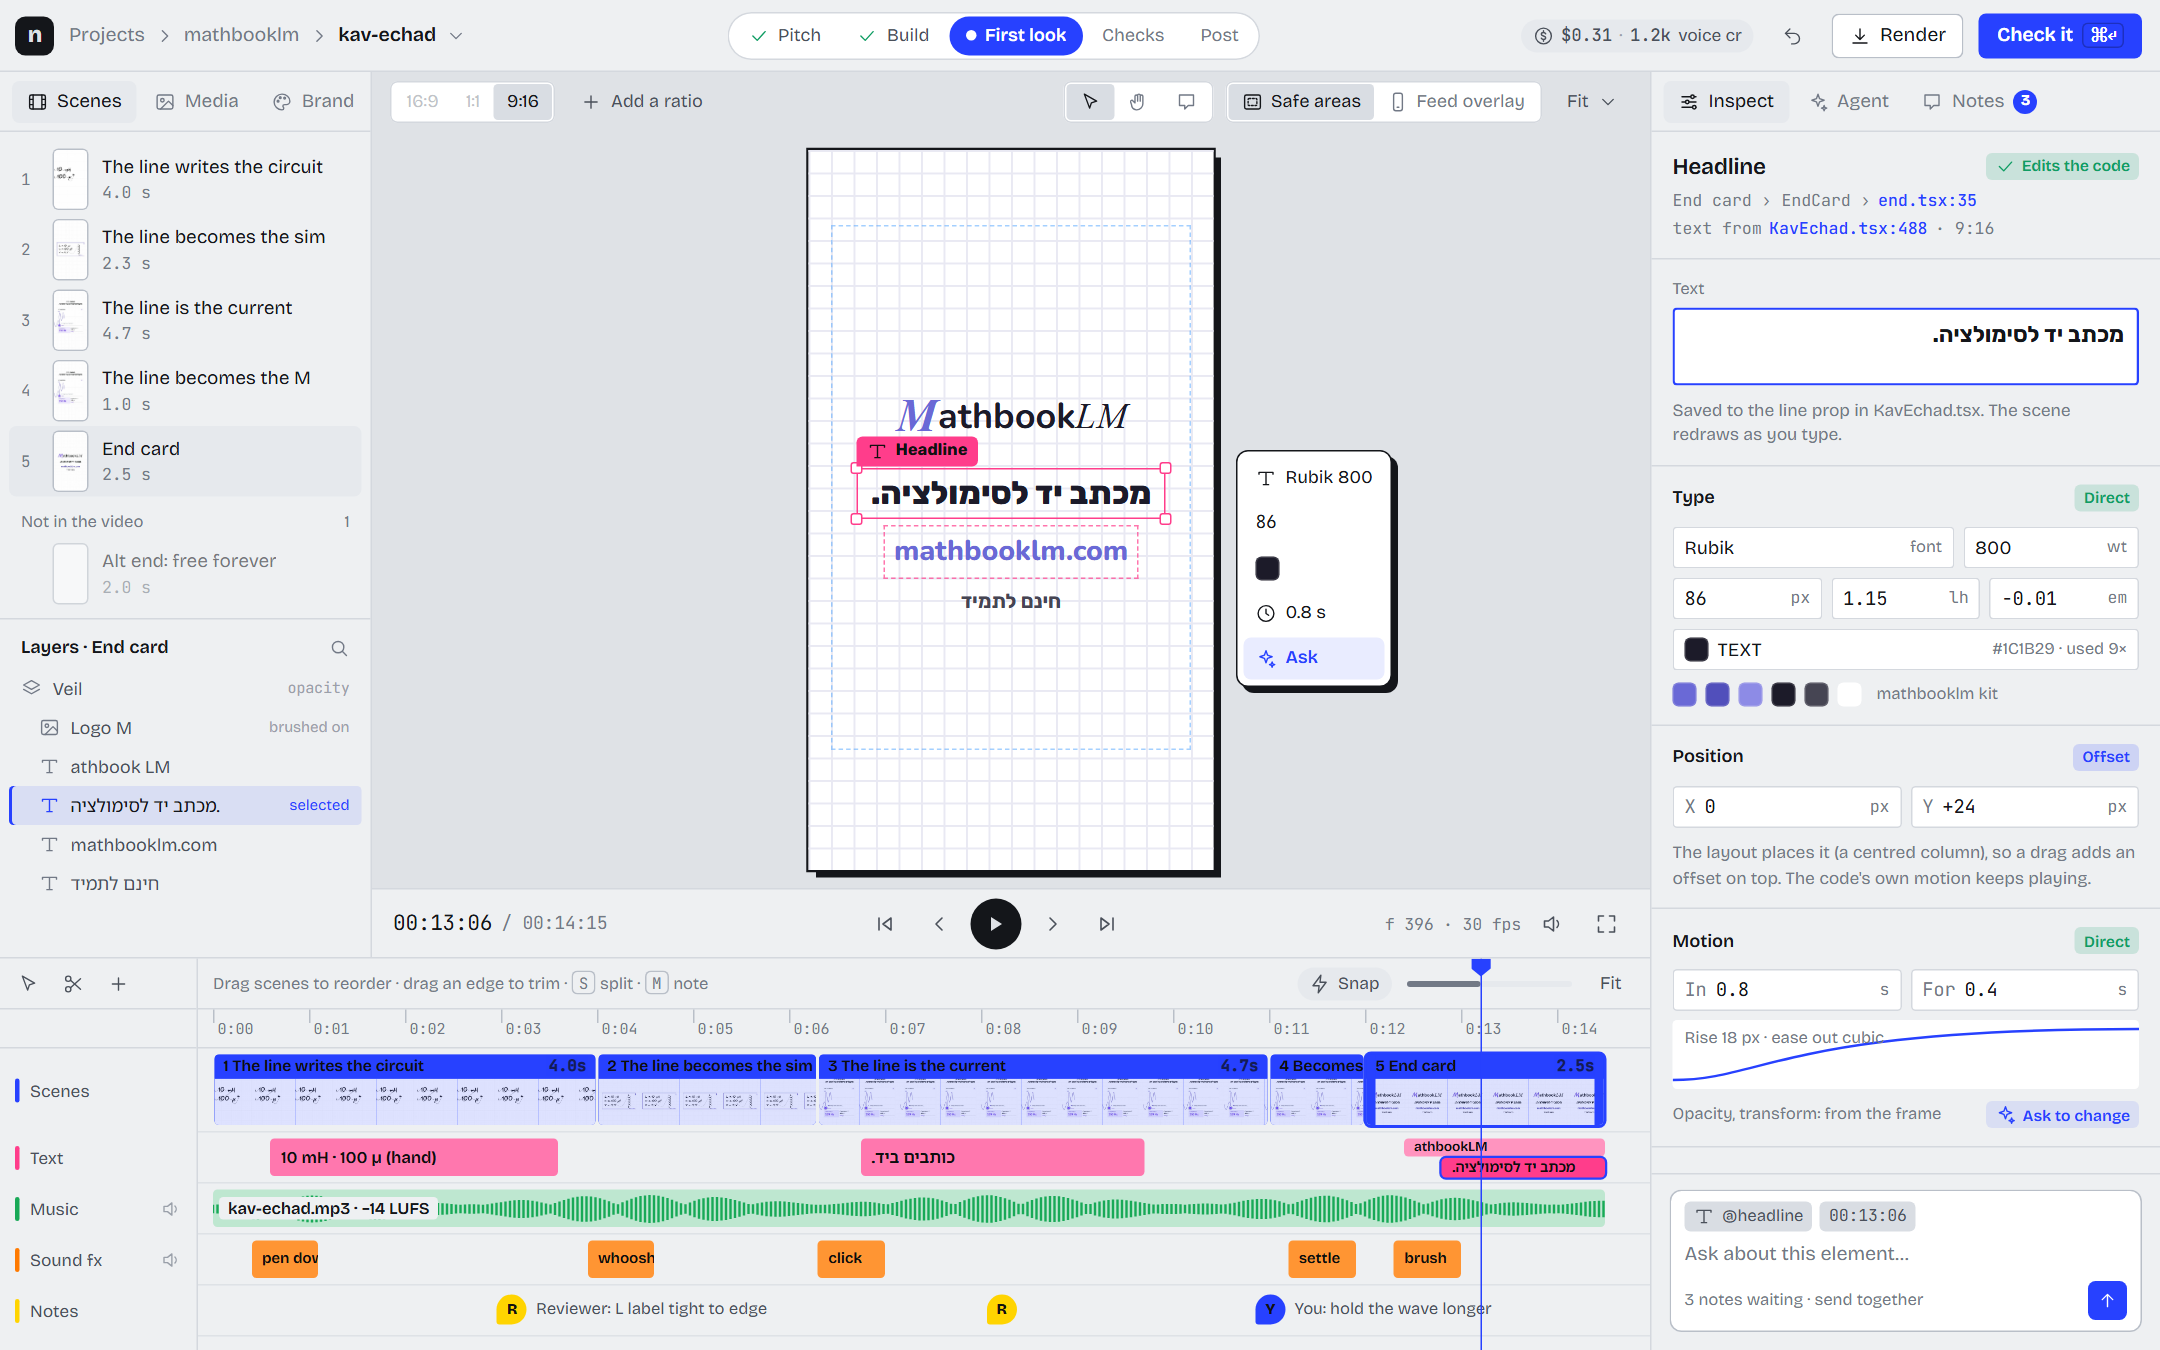 n Projects > mathbooklm > kav-echad
Pitch Build First look Checks Post
$0.31 · 1.2k voice cr
Render
Check it ⌘↵
Scenes Media Brand
1 The line writes the circuit
4.0 s
2 The line becomes the sim
2.3 s
3 The line is the current
4.7 s
4 The line becomes the M
1.0 s
5 End card
2.5 s
Not in the video 1
Alt end: free forever
2.0 s
Layers · End card
Veil opacity
Logo M brushed on
athbook LM
מכתב יד לסימולציה. selected
mathbooklm.com
חינם לתמיד
16:9 1:1 9:16 Add a ratio
Safe areas Feed overlay Fit
MathbookLM
Headline
מכתב יד לסימולציה.
mathbooklm.com
חינם לתמיד
Rubik 800
86
0.8 s
Ask
00:13:06 / 00:14:15
f 396 · 30 fps
Inspect Agent Notes 3
Headline Edits the code
End card > EndCard > end.tsx:35
text from KavEchad.tsx:488 · 9:16
Text
מכתב יד לסימולציה.
Saved to the line prop in KavEchad.tsx. The scene
redraws as you type.
Type Direct
Rubik font 800 wt
86 px 1.15 lh -0.01 em
TEXT #1C1B29 · used 9×
mathbooklm kit
Position Offset
X 0 px Y +24 px
The layout places it (a centred column), so a drag adds an
offset on top. The code's own motion keeps playing.
Motion Direct
In 0.8 s For 0.4 s
Rise 18 px · ease out cubic
Opacity, transform: from the frame Ask to change
@headline 00:13:06
Ask about this element...
3 notes waiting · send together
Drag scenes to reorder · drag an edge to trim · S split · M note
Snap Fit
0:00 0:01 0:02 0:03 0:04 0:05 0:06 0:07 0:08 0:09 0:10 0:11 0:12 0:13 0:14
Scenes
1 The line writes the circuit 4.0s
2 The line becomes the sim
3 The line is the current 4.7s
4 Becomes
5 End card 2.5s
Text
10 mH · 100 µ (hand)
כותבים ביד.
athbookLM
מכתב יד לסימולציה.
Music
kav-echad.mp3 · −14 LUFS
Sound fx
pen dow
whoosh
click
settle
brush
Notes
R Reviewer: L label tight to edge
R
Y You: hold the wave longer